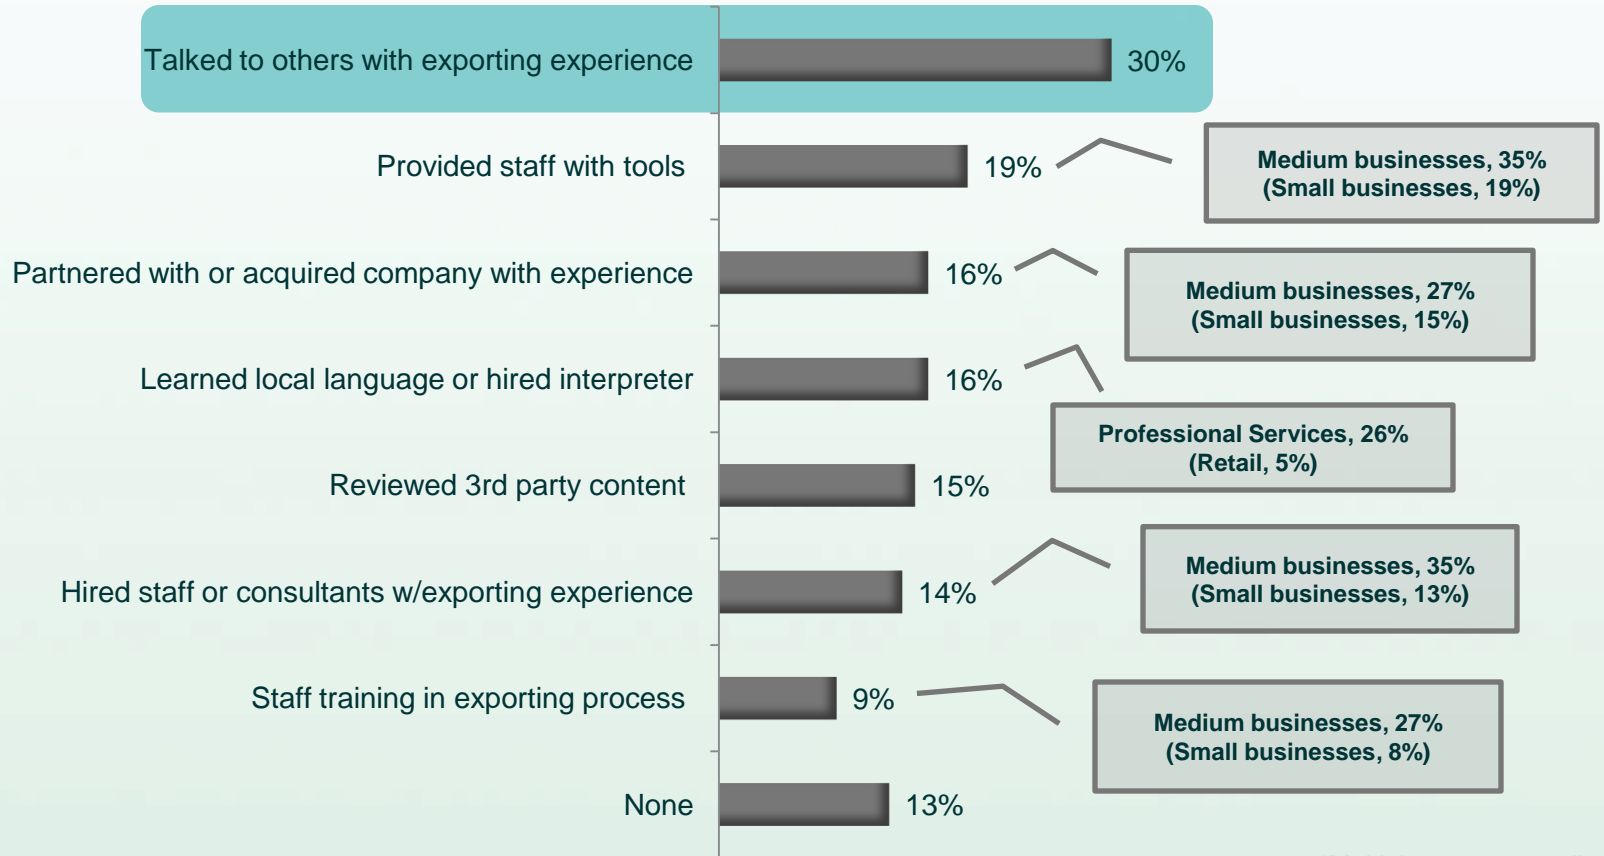 Talked to others with exporting experience
30%
Provided staff with tools
19%
Medium businesses, 35%
(Small businesses, 19%)
Partnered with or acquired company with experience
16%
Medium businesses, 27%
(Small businesses, 15%)
Learned local language or hired interpreter
16%
Professional Services, 26%
(Retail, 5%)
Reviewed 3rd party content
15%
Hired staff or consultants w/exporting experience
14%
Medium businesses, 35%
(Small businesses, 13%)
Staff training in exporting process
9%
Medium businesses, 27%
(Small businesses, 8%)
None
13%